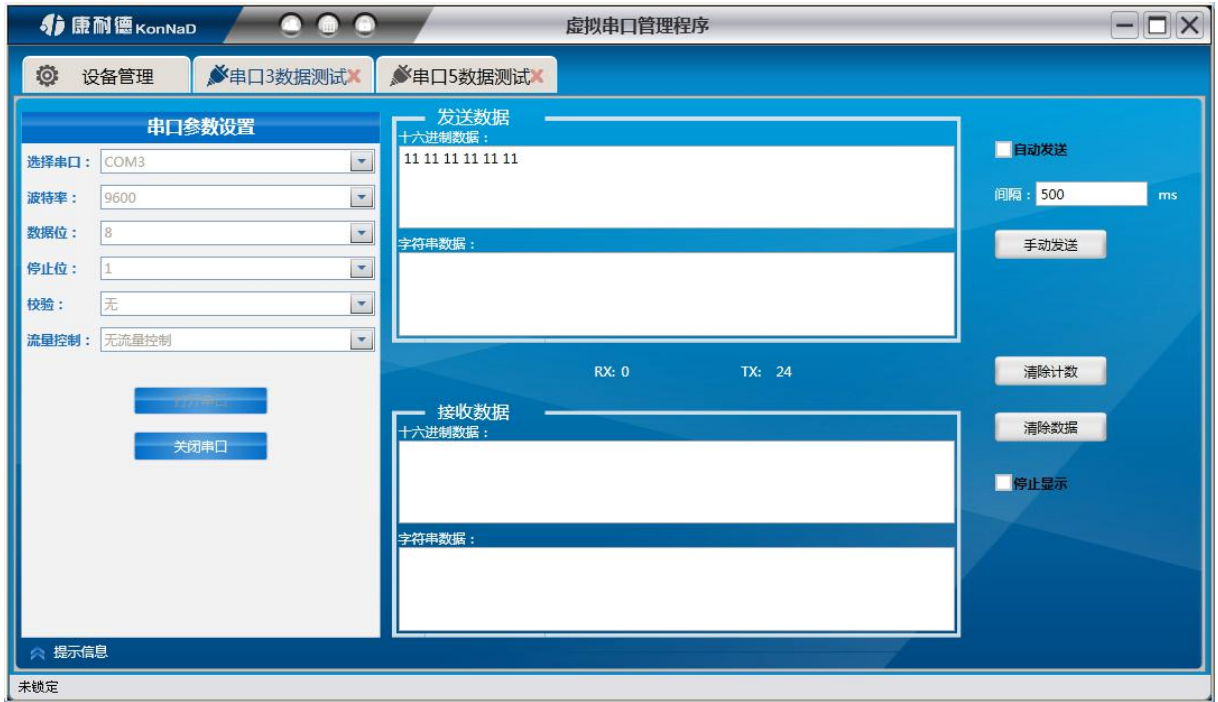 康耐德 KonNaD
虚拟串口管理程序
设备管理
串口3数据测试X
串口5数据测试X
串口参数设置
选择串口： COM3
波特率： 9600
数据位： 8
停止位： 1
校验： 无
流量控制： 无流量控制
打开串口
关闭串口
发送数据
十六进制数据：
11 11 11 11 11 11
字符串数据：
RX: 0 TX: 24
接收数据
十六进制数据：
字符串数据：
自动发送
间隔： 500 ms
手动发送
清除计数
清除数据
停止显示
提示信息
未锁定